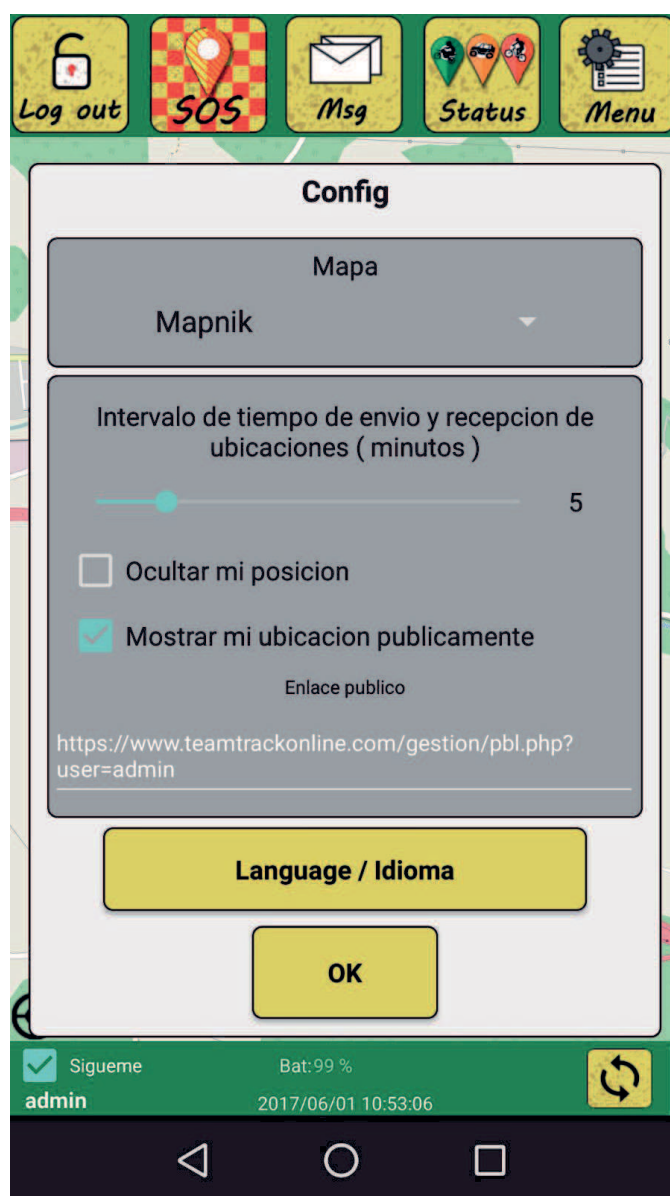 Log out
SOS
Msg
Status
Menu
Config
Mapa
Mapnik
Intervalo de tiempo de envio y recepcion de
ubicaciones ( minutos )
5
Ocultar mi posicion
Mostrar mi ubicacion publicamente
Enlace publico
https://www.teamtrackonline.com/gestion/pbl.php?
user=admin
Language / Idioma
OK
Sigueme
Bat:99 %
admin
2017/06/01 10:53:06